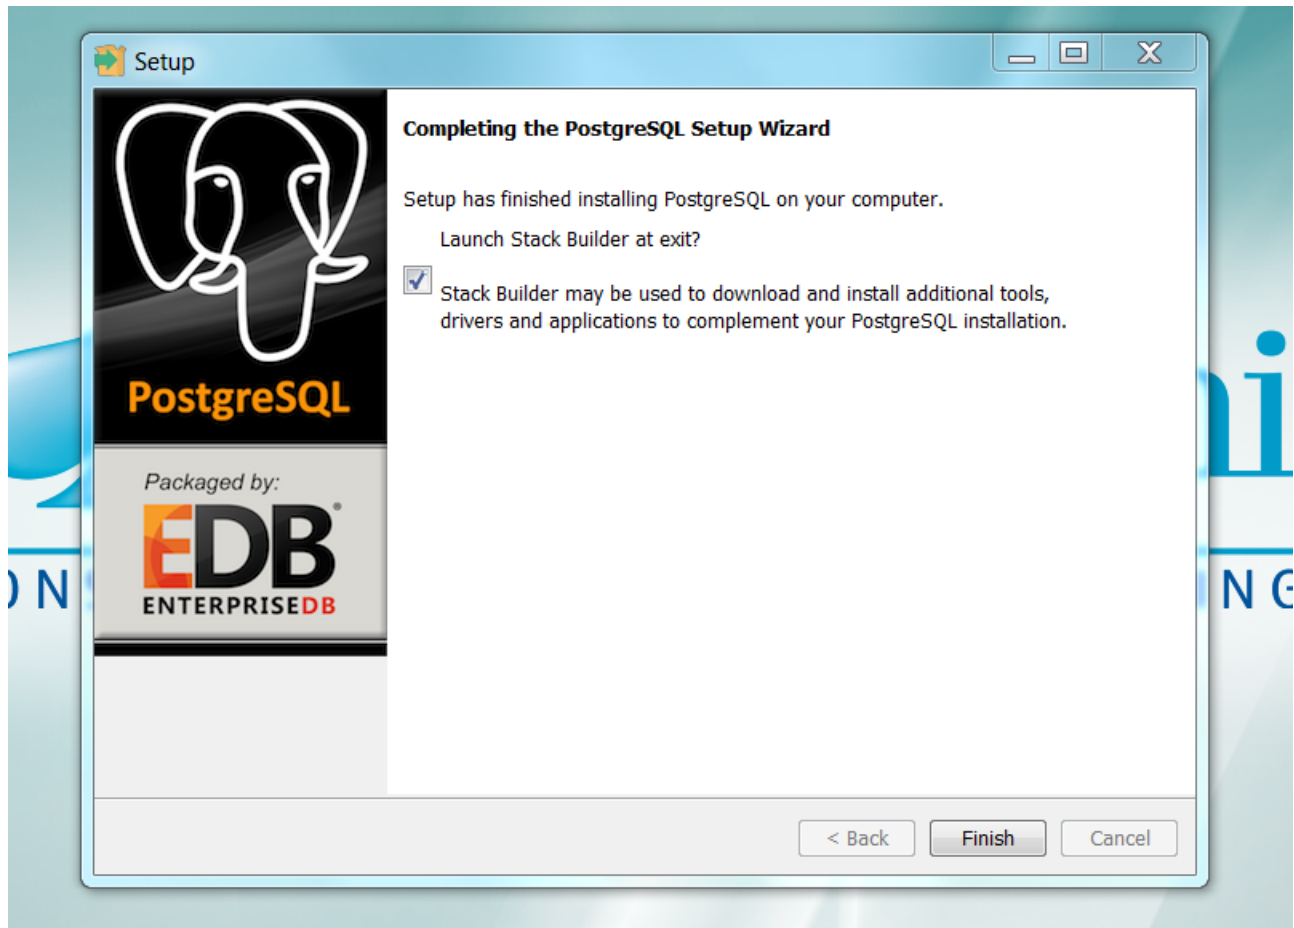 Setup
Completing the PostgreSQL Setup Wizard
Setup has finished installing PostgreSQL on your computer.
Launch Stack Builder at exit?
Stack Builder may be used to download and install additional tools,
drivers and applications to complement your PostgreSQL installation.
PostgreSQL
Packaged by:
EDB®
ENTERPRISEDB
< Back
Finish
Cancel